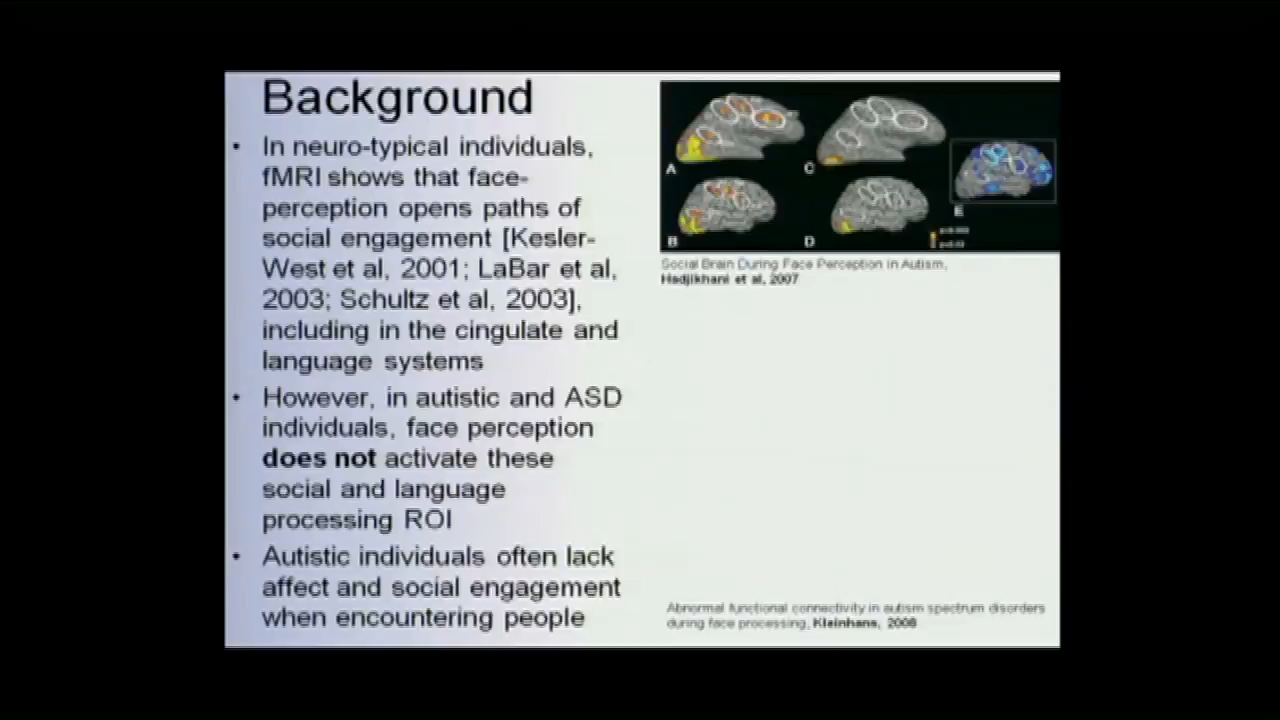 Background
• In neuro-typical individuals,
fMRI shows that face-
perception opens paths of
social engagement [Kesler-
West et al, 2001; LaBar et al,
2003; Schultz et al, 2003],
including in the cingulate and
language systems
• However, in autistic and ASD
individuals, face perception
does not activate these
social and language
processing ROI
• Autistic individuals often lack
affect and social engagement
when encountering people
A
C
E
B
D
Social Brain During Face Perception in Autism,
Hadjikhani et al, 2007
Abnormal functional connectivity in autism spectrum disorders
during face processing, Kleinhans, 2008